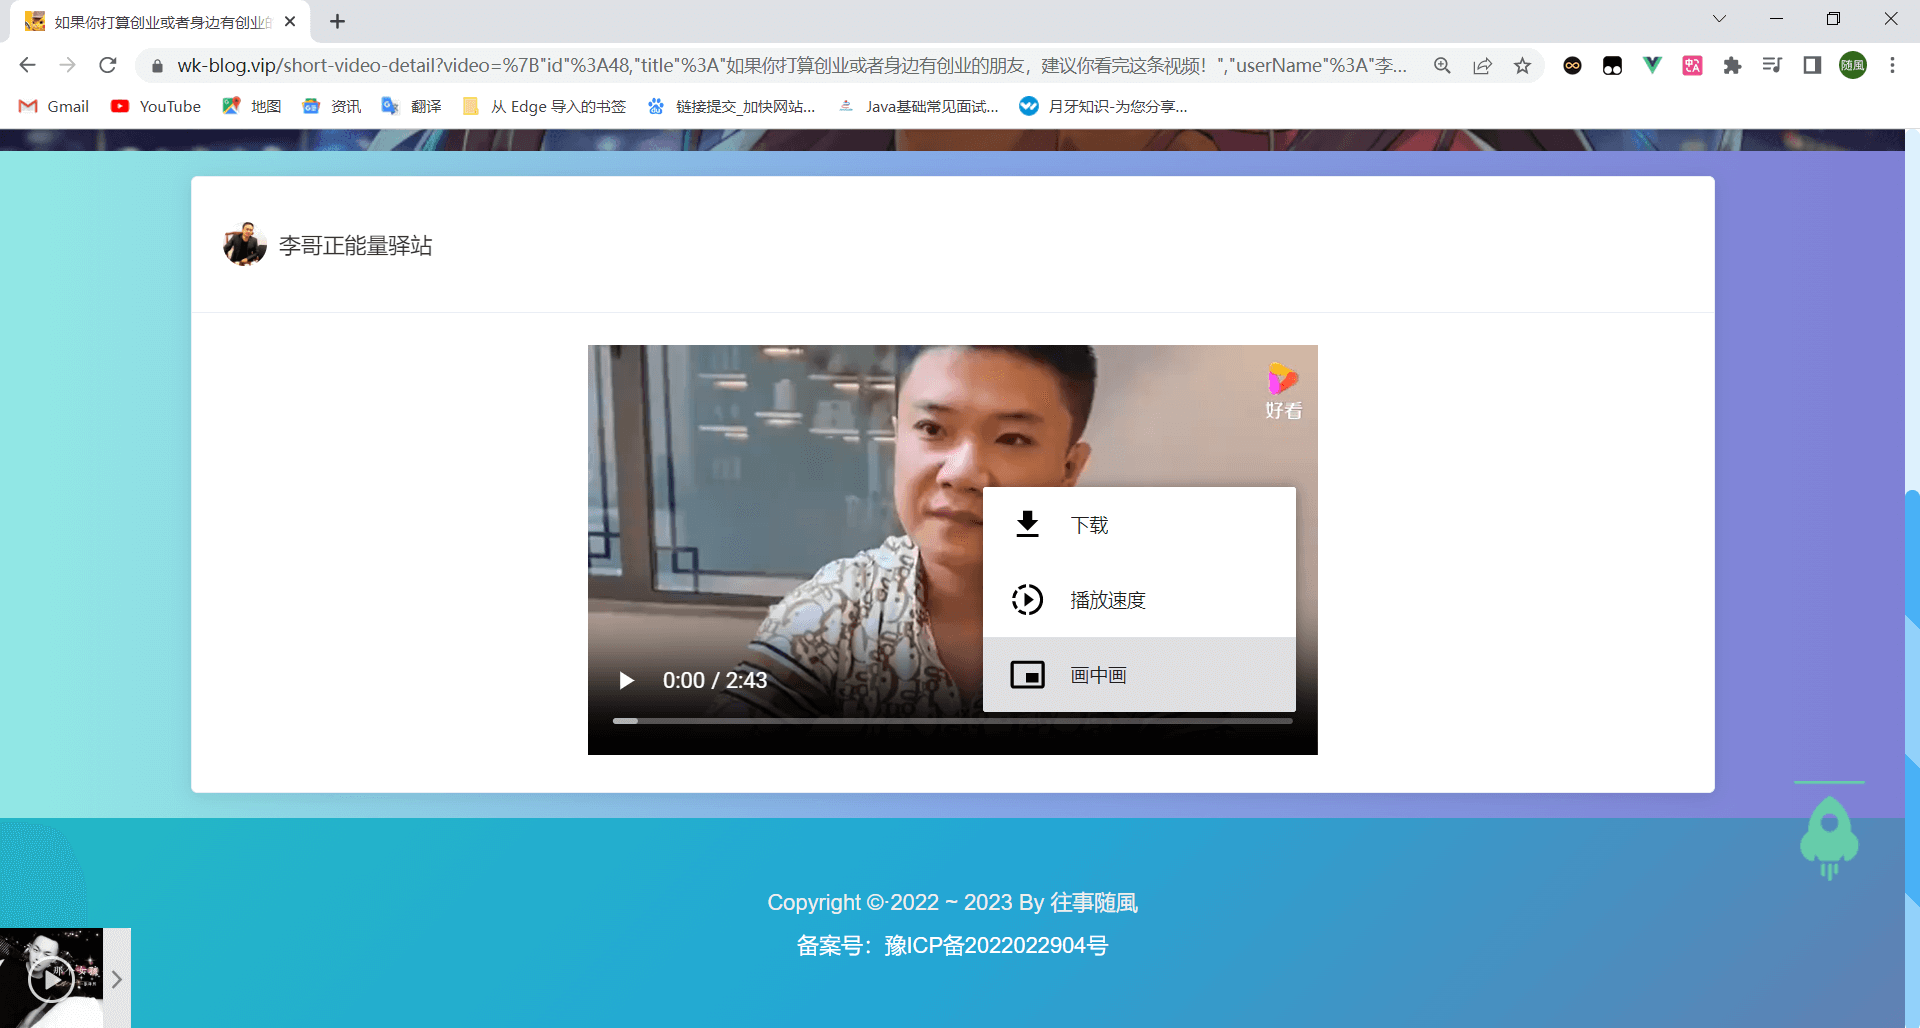 如果你打算创业或者身边有创业的
wk-blog.vip/short-video-detail?video=%7B"id"%3A48,"title"%3A"如果你打算创业或者身边有创业的朋友，建议你看完这条视频！","userName"%3A"李...
随風
Gmail
YouTube
地图
资讯
翻译
从 Edge 导入的书签
链接提交_加快网站...
Java基础常见面试...
月牙知识-为您分享...
李哥正能量驿站
好看
下载
播放速度
画中画
0:00 / 2:43
Copyright ©·2022 ~ 2023 By 往事随風
备案号：豫ICP备2022022904号